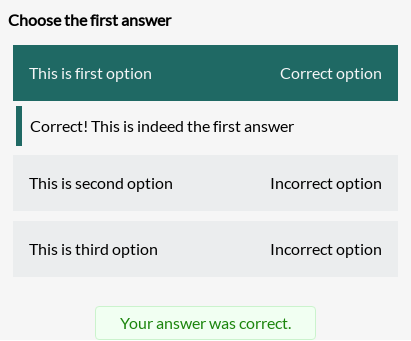 Choose the first answer
This is first option Correct option
Correct! This is indeed the first answer
This is second option Incorrect option
This is third option Incorrect option
Your answer was correct.